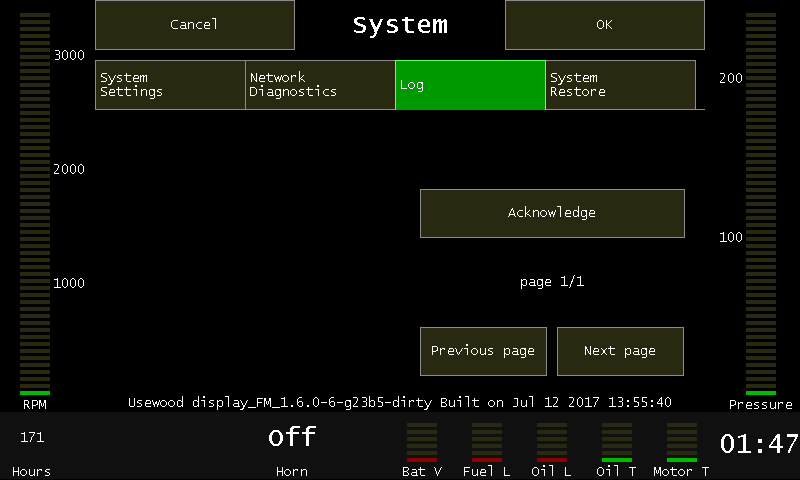 Cancel
System
OK
3000
System
Settings
Network
Diagnostics
Log
System
Restore
200
2000
Acknowledge
100
1000
page 1/1
Previous page
Next page
RPM
Usewood display_FM_1.6.0-6-g23b5-dirty Built on Jul 12 2017 13:55:40
Pressure
171
Off
01:47
Hours
Horn
Bat V
Fuel L
Oil L
Oil T
Motor T